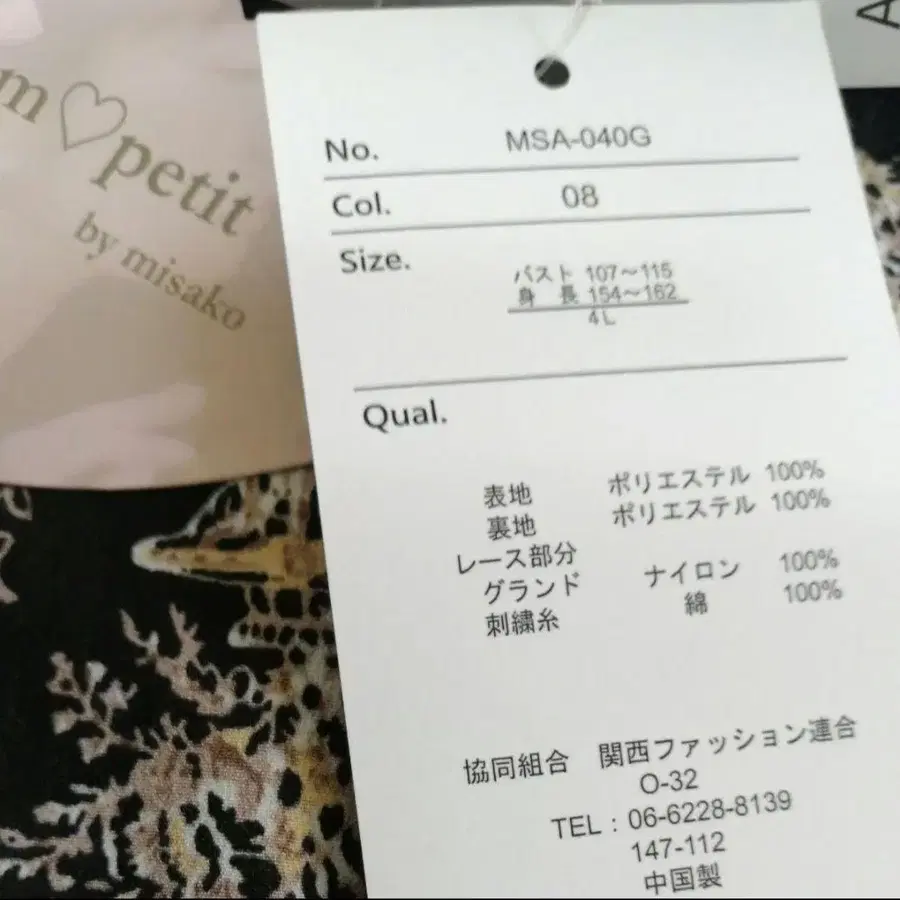 m♡petit
by misako
A
No. MSA-040G
Col. 08
Size.
バスト 107〜115
身 長 154〜162
4L
Qual.
表地 ポリエステル 100%
裏地 ポリエステル 100%
レース部分
グランド ナイロン 100%
刺繍糸 綿 100%
協同組合 関西ファッション連合
O-32
TEL：06-6228-8139
147-112
中国製